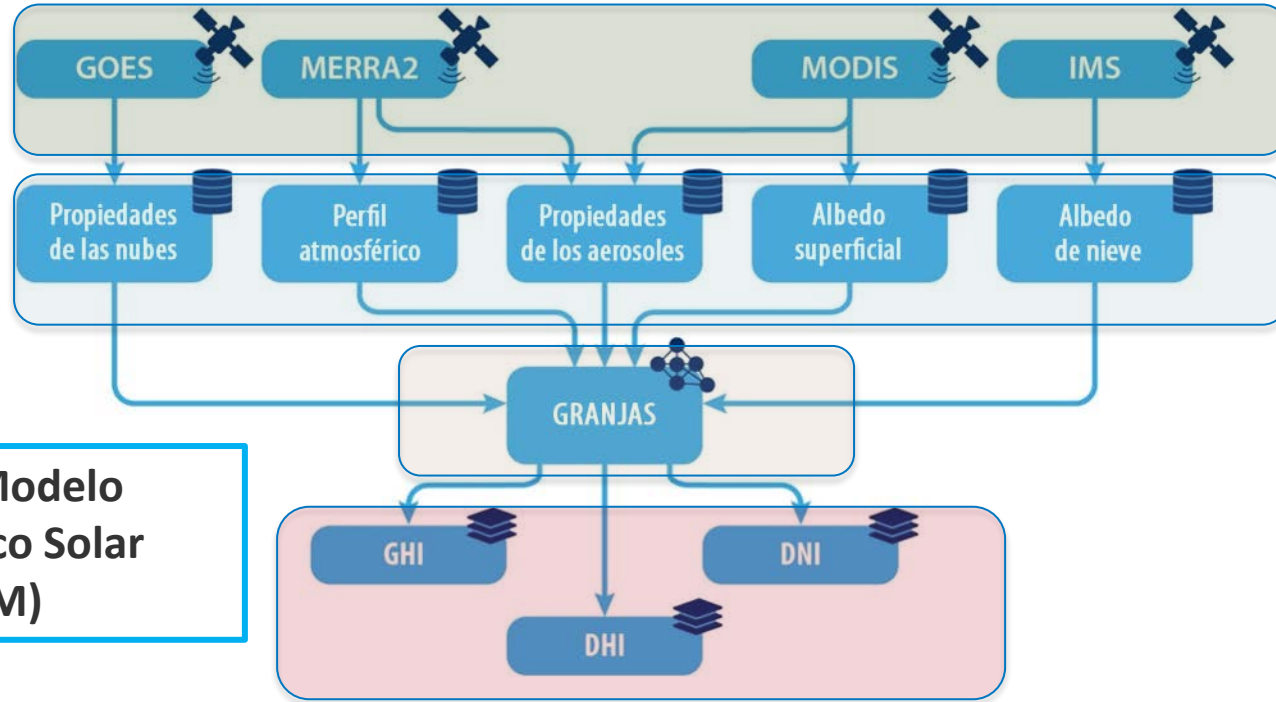 GOES
MERRA2
MODIS
IMS
Propiedades
de las nubes
Perfil
atmosférico
Propiedades
de los aerosoles
Albedo
superficial
Albedo
de nieve
GRANJAS
Modelo
co Solar
M)
GHI
DNI
DHI